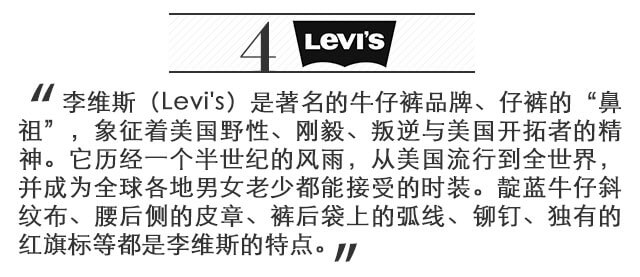 4 LEVI'S
“ 李维斯（Levi's）是著名的牛仔裤品牌、仔裤的“鼻
祖”，象征着美国野性、刚毅、叛逆与美国开拓者的精
神。它历经一个半世纪的风雨，从美国流行到全世界，
并成为全球各地男女老少都能接受的时装。靛蓝牛仔斜
纹布、腰后侧的皮章、裤后袋上的弧线、铆钉、独有的
红旗标等都是李维斯的特点。”